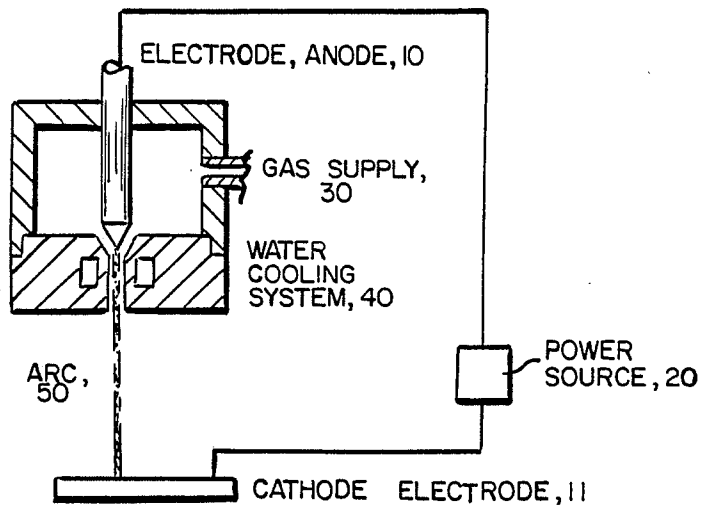 ELECTRODE, ANODE, 10
GAS SUPPLY,
30
WATER
COOLING
SYSTEM, 40
ARC,
50
POWER
SOURCE, 20
CATHODE ELECTRODE, 11